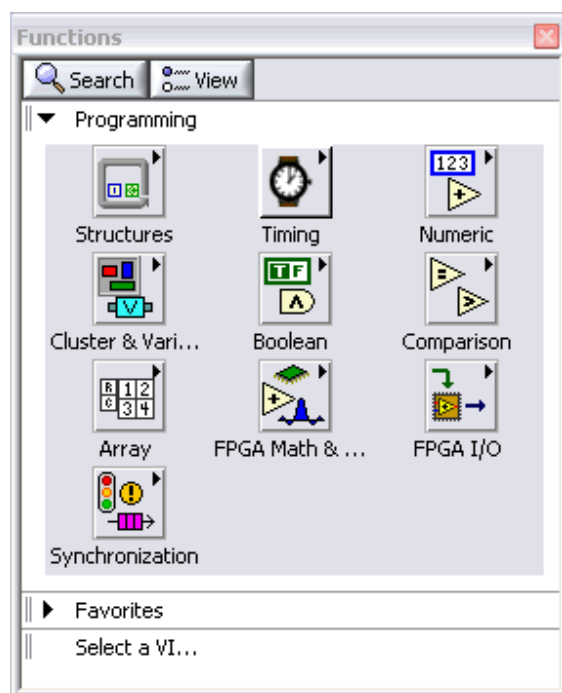 Functions
Search View
Programming
123
Structures Timing Numeric
T F
V
Cluster & Vari... Boolean Comparison
R 1 2
C 3 4
Array FPGA Math & ... FPGA I/O
Synchronization
Favorites
Select a VI...